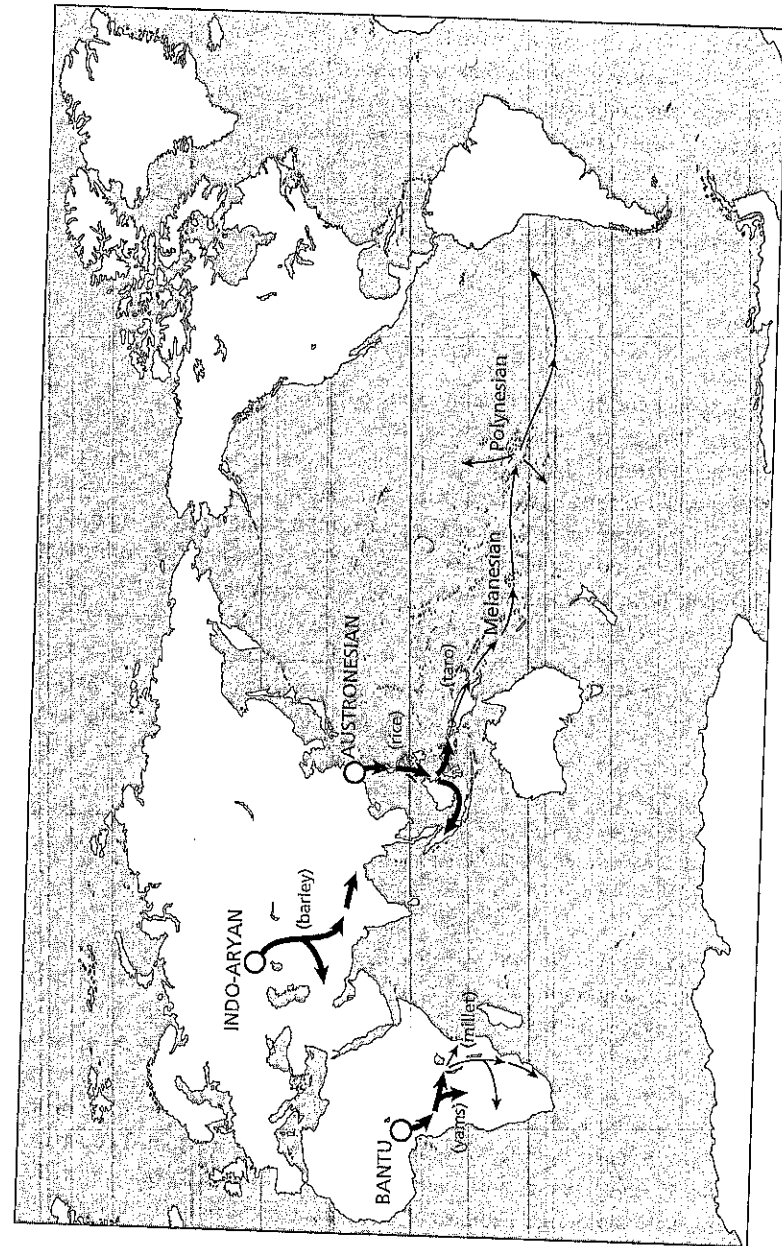 INDO-ARYAN
(barley)
AUSTRONESIAN
(rice)
(taro)
Melanesian
Polynesian
BANTU
(yams)
(millet)